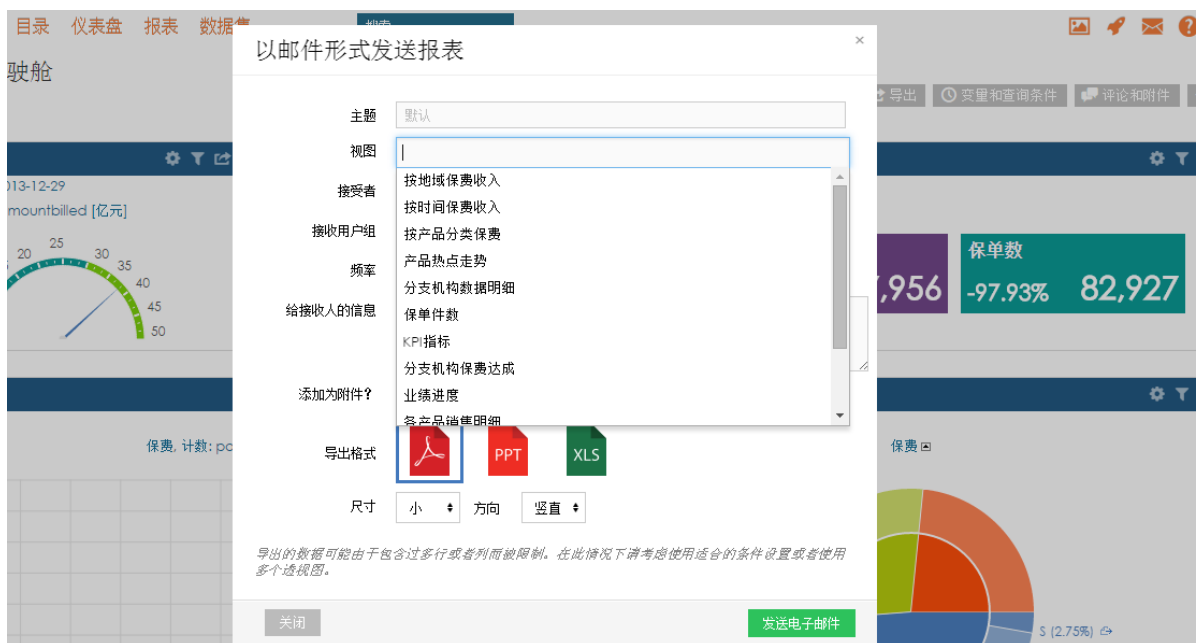 目录 仪表盘 报表 数据集
驶舱
导出 变量和查询条件 评论和附件
013-12-29
mountbilled [亿元]
20 25 30 35 40 45 50
,956
保单数
-97.93% 82,927
保费, 计数: po
保费
S (2.75%)
以邮件形式发送报表
×
主题 默认
视图
按地域保费收入
接受者
按时间保费收入
接收用户组
按产品分类保费
产品热点走势
频率
分支机构数据明细
给接收人的信息
保单件数
KPI指标
分支机构保费达成
添加为附件?
业绩进度
各产品销售明细
导出格式 PPT XLS
尺寸 小 方向 竖直
导出的数据可能由于包含过多行或者列而被限制。在此情况下请考虑使用适合的条件设置或者使用
多个透视图。
关闭 发送电子邮件